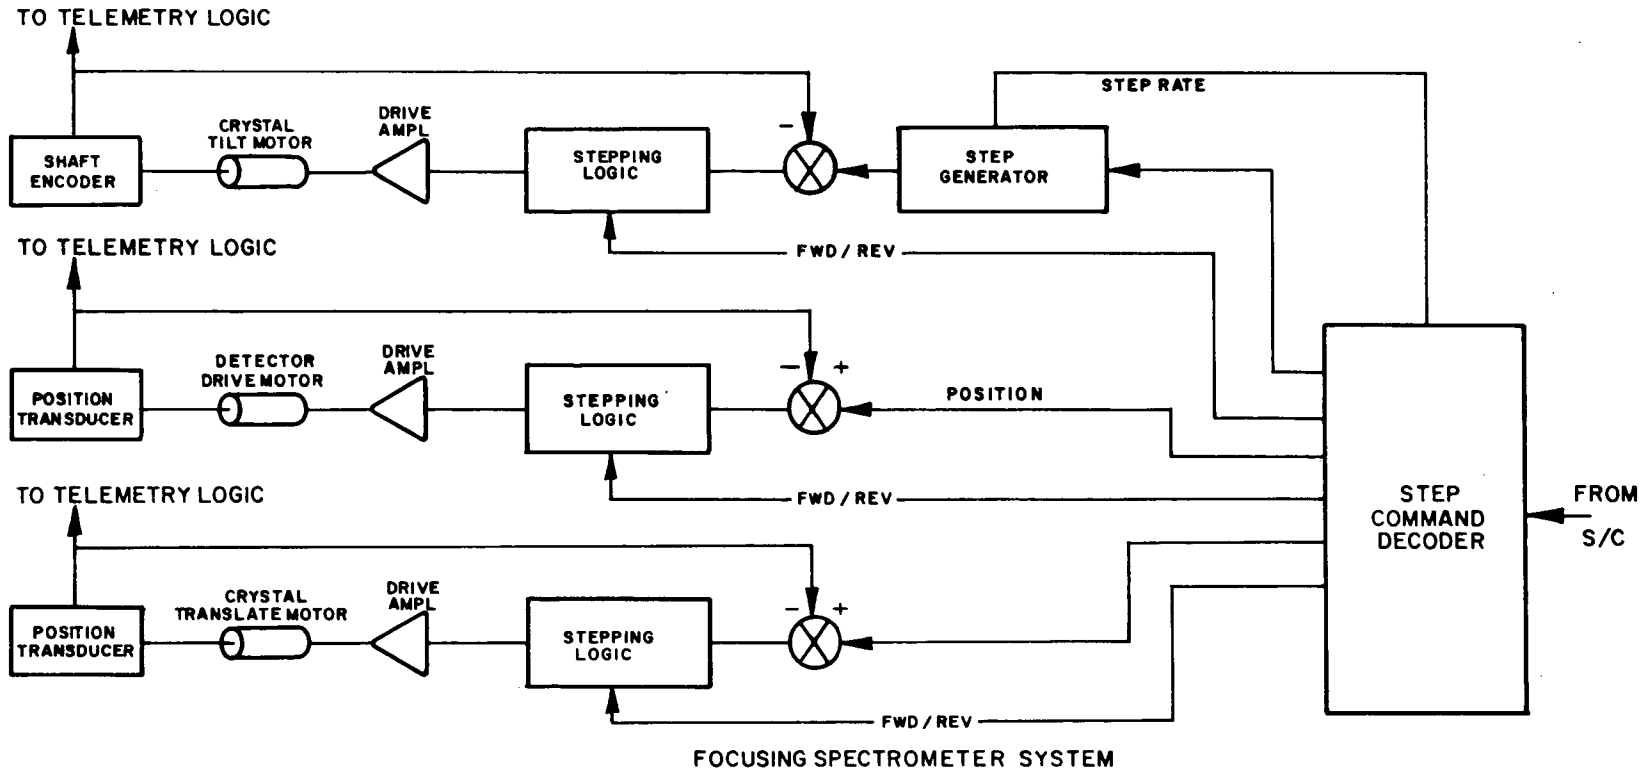 TO TELEMETRY LOGIC
STEP RATE
DRIVE
AMPL
CRYSTAL
TILT MOTOR
-
SHAFT
ENCODER
STEPPING
LOGIC
STEP
GENERATOR
TO TELEMETRY LOGIC
FWD/REV
DETECTOR
DRIVE MOTOR
DRIVE
AMPL
- +
POSITION
TRANSDUCER
STEPPING
LOGIC
POSITION
TO TELEMETRY LOGIC
FWD/REV
STEP
COMMAND
DECODER
FROM
S/C
CRYSTAL
TRANSLATE MOTOR
DRIVE
AMPL
- +
POSITION
TRANSDUCER
STEPPING
LOGIC
FWD/REV
FOCUSING SPECTROMETER SYSTEM